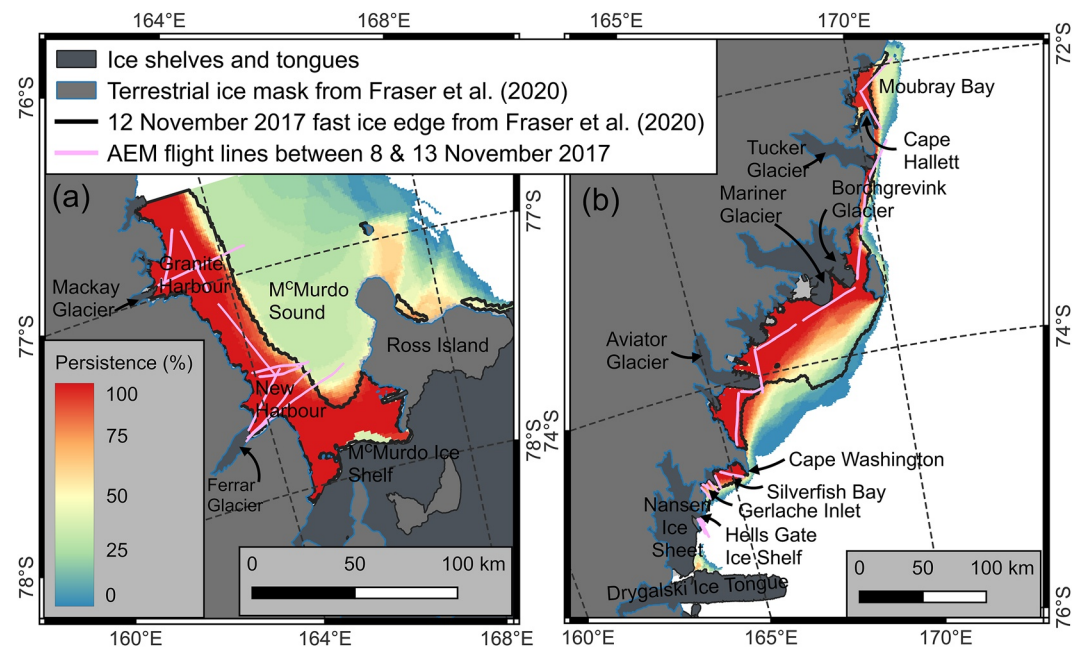 164°E 168°E 165°E 170°E
Ice shelves and tongues
Terrestrial ice mask from Fraser et al. (2020)
12 November 2017 fast ice edge from Fraser et al. (2020)
AEM flight lines between 8 & 13 November 2017
76°S
77°S
78°S
77°S
78°S
(a)
Granite
Harbour
Mackay
Glacier
MᶜMurdo
Sound
Ross Island
New
Harbour
MᶜMurdo Ice
Shelf
Ferrar
Glacier
Persistence (%)
100
75
50
25
0
0 50 100 km
160°E 164°E 168°E
72°S
74°S
74°S
76°S
(b)
Moubray Bay
Cape
Hallett
Tucker
Glacier
Mariner
Glacier
Borchgrevink
Glacier
Aviator
Glacier
Cape Washington
Silverfish Bay
Gerlache Inlet
Nansen
Ice
Sheet
Hells Gate
Ice Shelf
Drygalski Ice Tongue
0 50 100 km
160°E 165°E 170°E